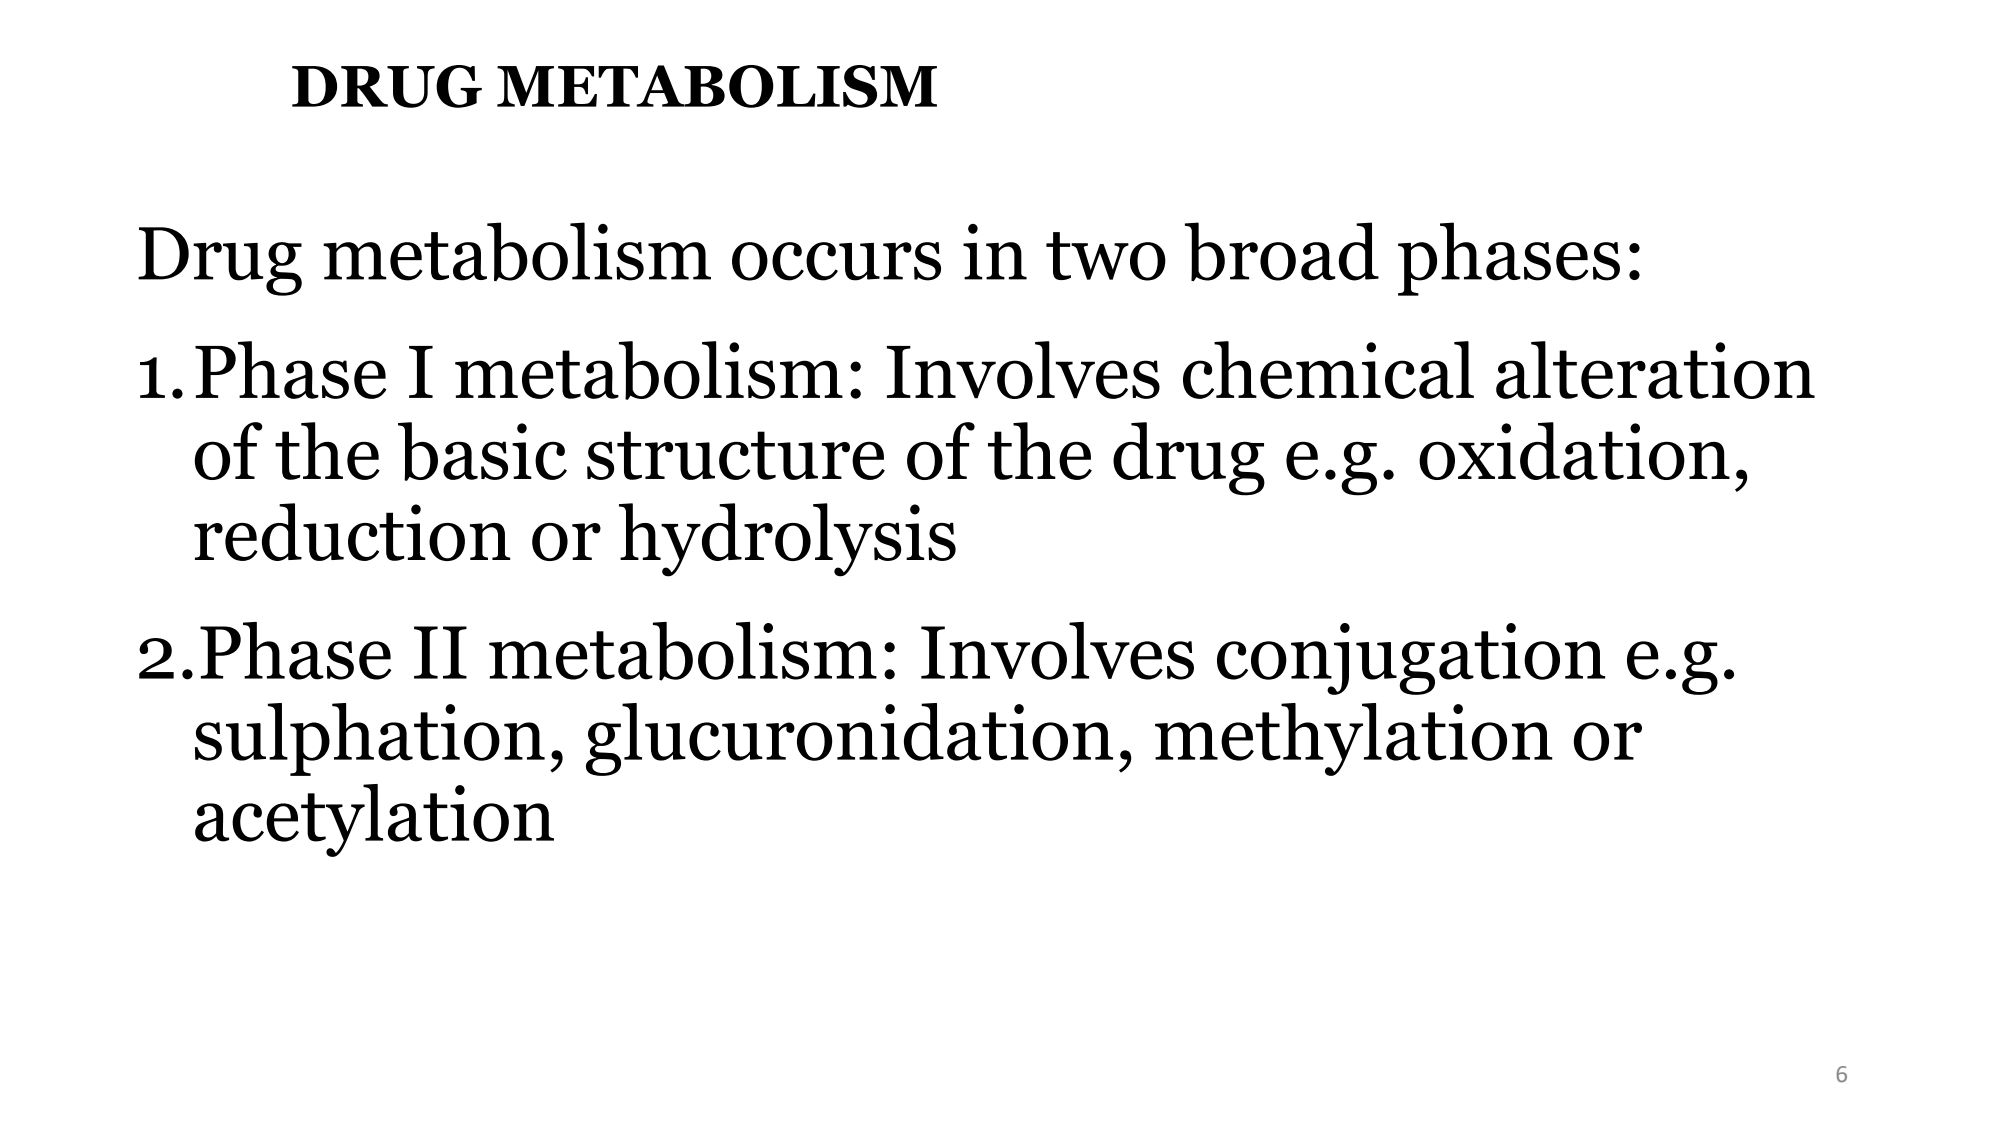 DRUG METABOLISM
Drug metabolism occurs in two broad phases:
1. Phase I metabolism: Involves chemical alteration
of the basic structure of the drug e.g. oxidation,
reduction or hydrolysis
2.Phase II metabolism: Involves conjugation e.g.
sulphation, glucuronidation, methylation or
acetylation
6